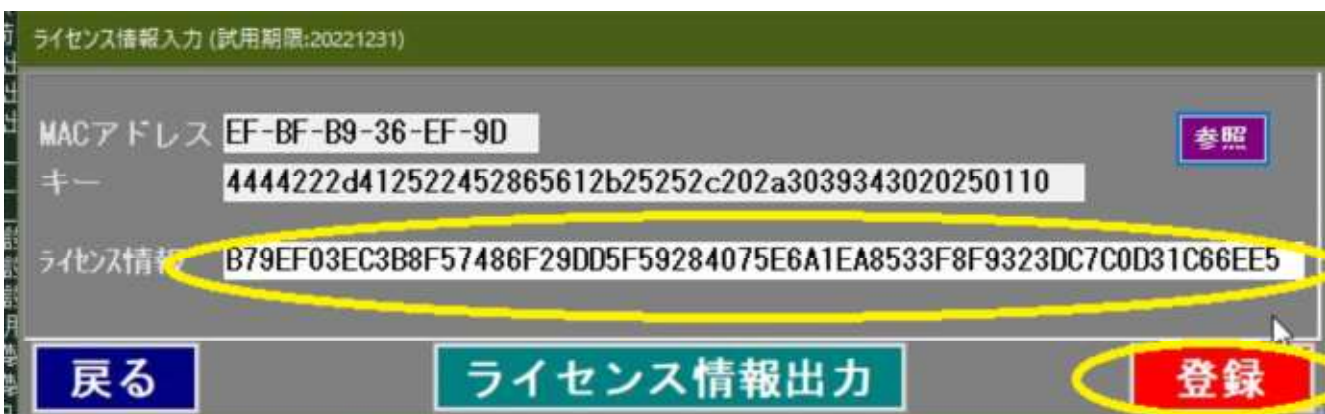 ライセンス情報入力 (試用期限:20221231)
MACアドレス EF-BF-B9-36-EF-9D
参照
キー 4444222d412522452865612b25252c202a3039343020250110
ライセンス情報 B79EF03EC3B8F57486F29DD5F59284075E6A1EA8533F8F9323DC7C0D31C66EE5
戻る ライセンス情報出力 登録